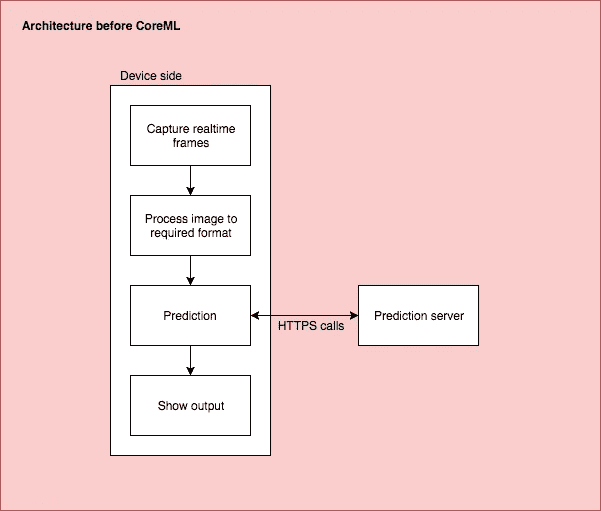 Architecture before CoreML
Device side
Capture realtime
frames
Process image to
required format
Prediction
HTTPS calls
Prediction server
Show output